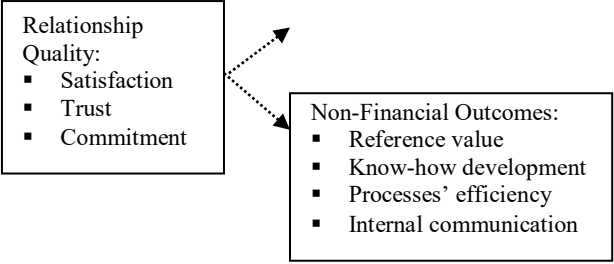 Relationship
Quality:
▪ Satisfaction
▪ Trust
▪ Commitment
Non-Financial Outcomes:
▪ Reference value
▪ Know-how development
▪ Processes’ efficiency
▪ Internal communication